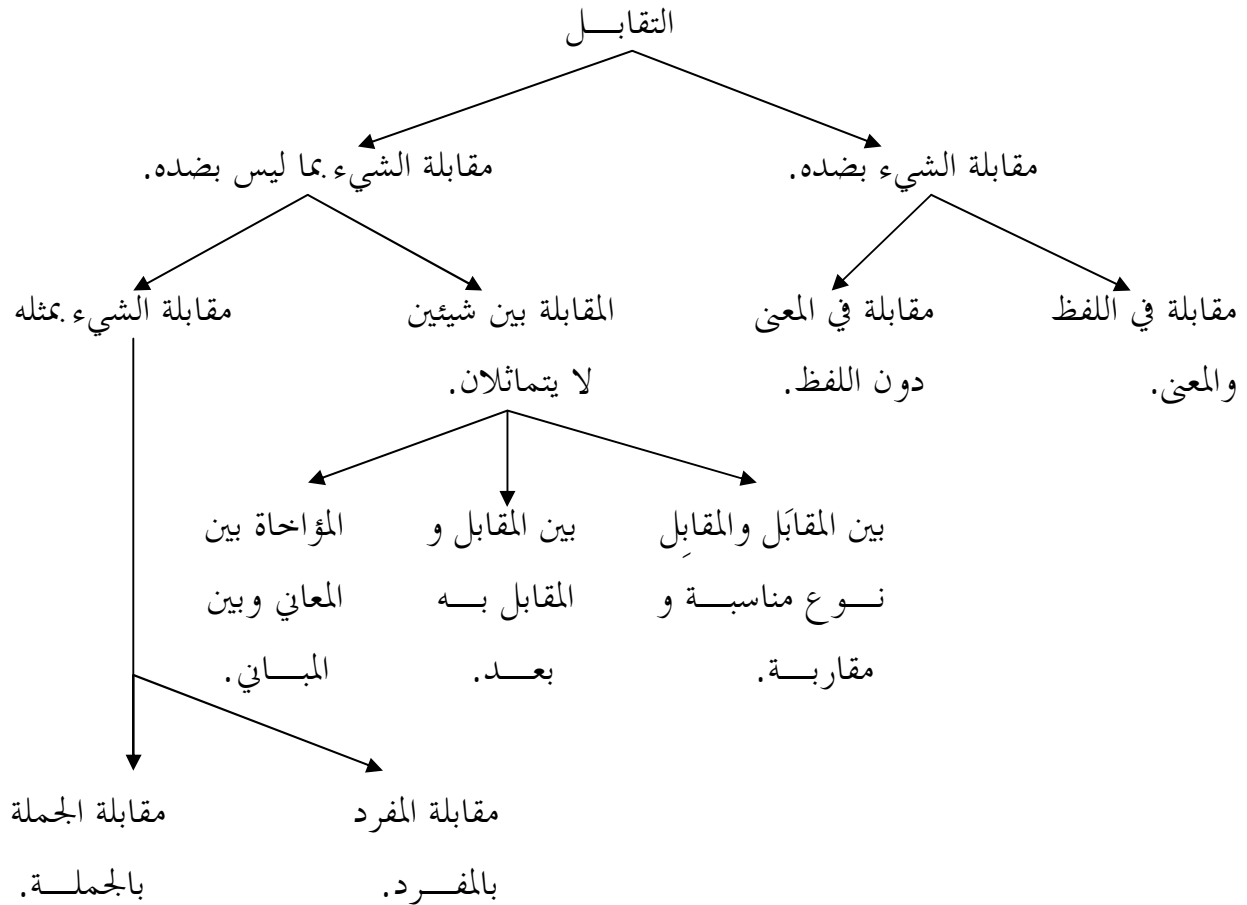 التقابـــل
مقابلة الشيء بضده.
مقابلة الشيء بما ليس بضده.
مقابلة في اللفظ
والمعنى.
مقابلة في المعنى
دون اللفظ.
المقابلة بين شيئين
لا يتماثلان.
مقابلة الشيء بمثله
بين المقابَل والمقابِل
نـــوع مناسبـــة و
مقاربـــة.
بين المقابل و
المقابل بـــه
بعـــد.
المؤاخاة بين
المعاني وبين
المبـــاني.
مقابلة المفرد
بالمفـــرد.
مقابلة الجملة
بالجملـــة.